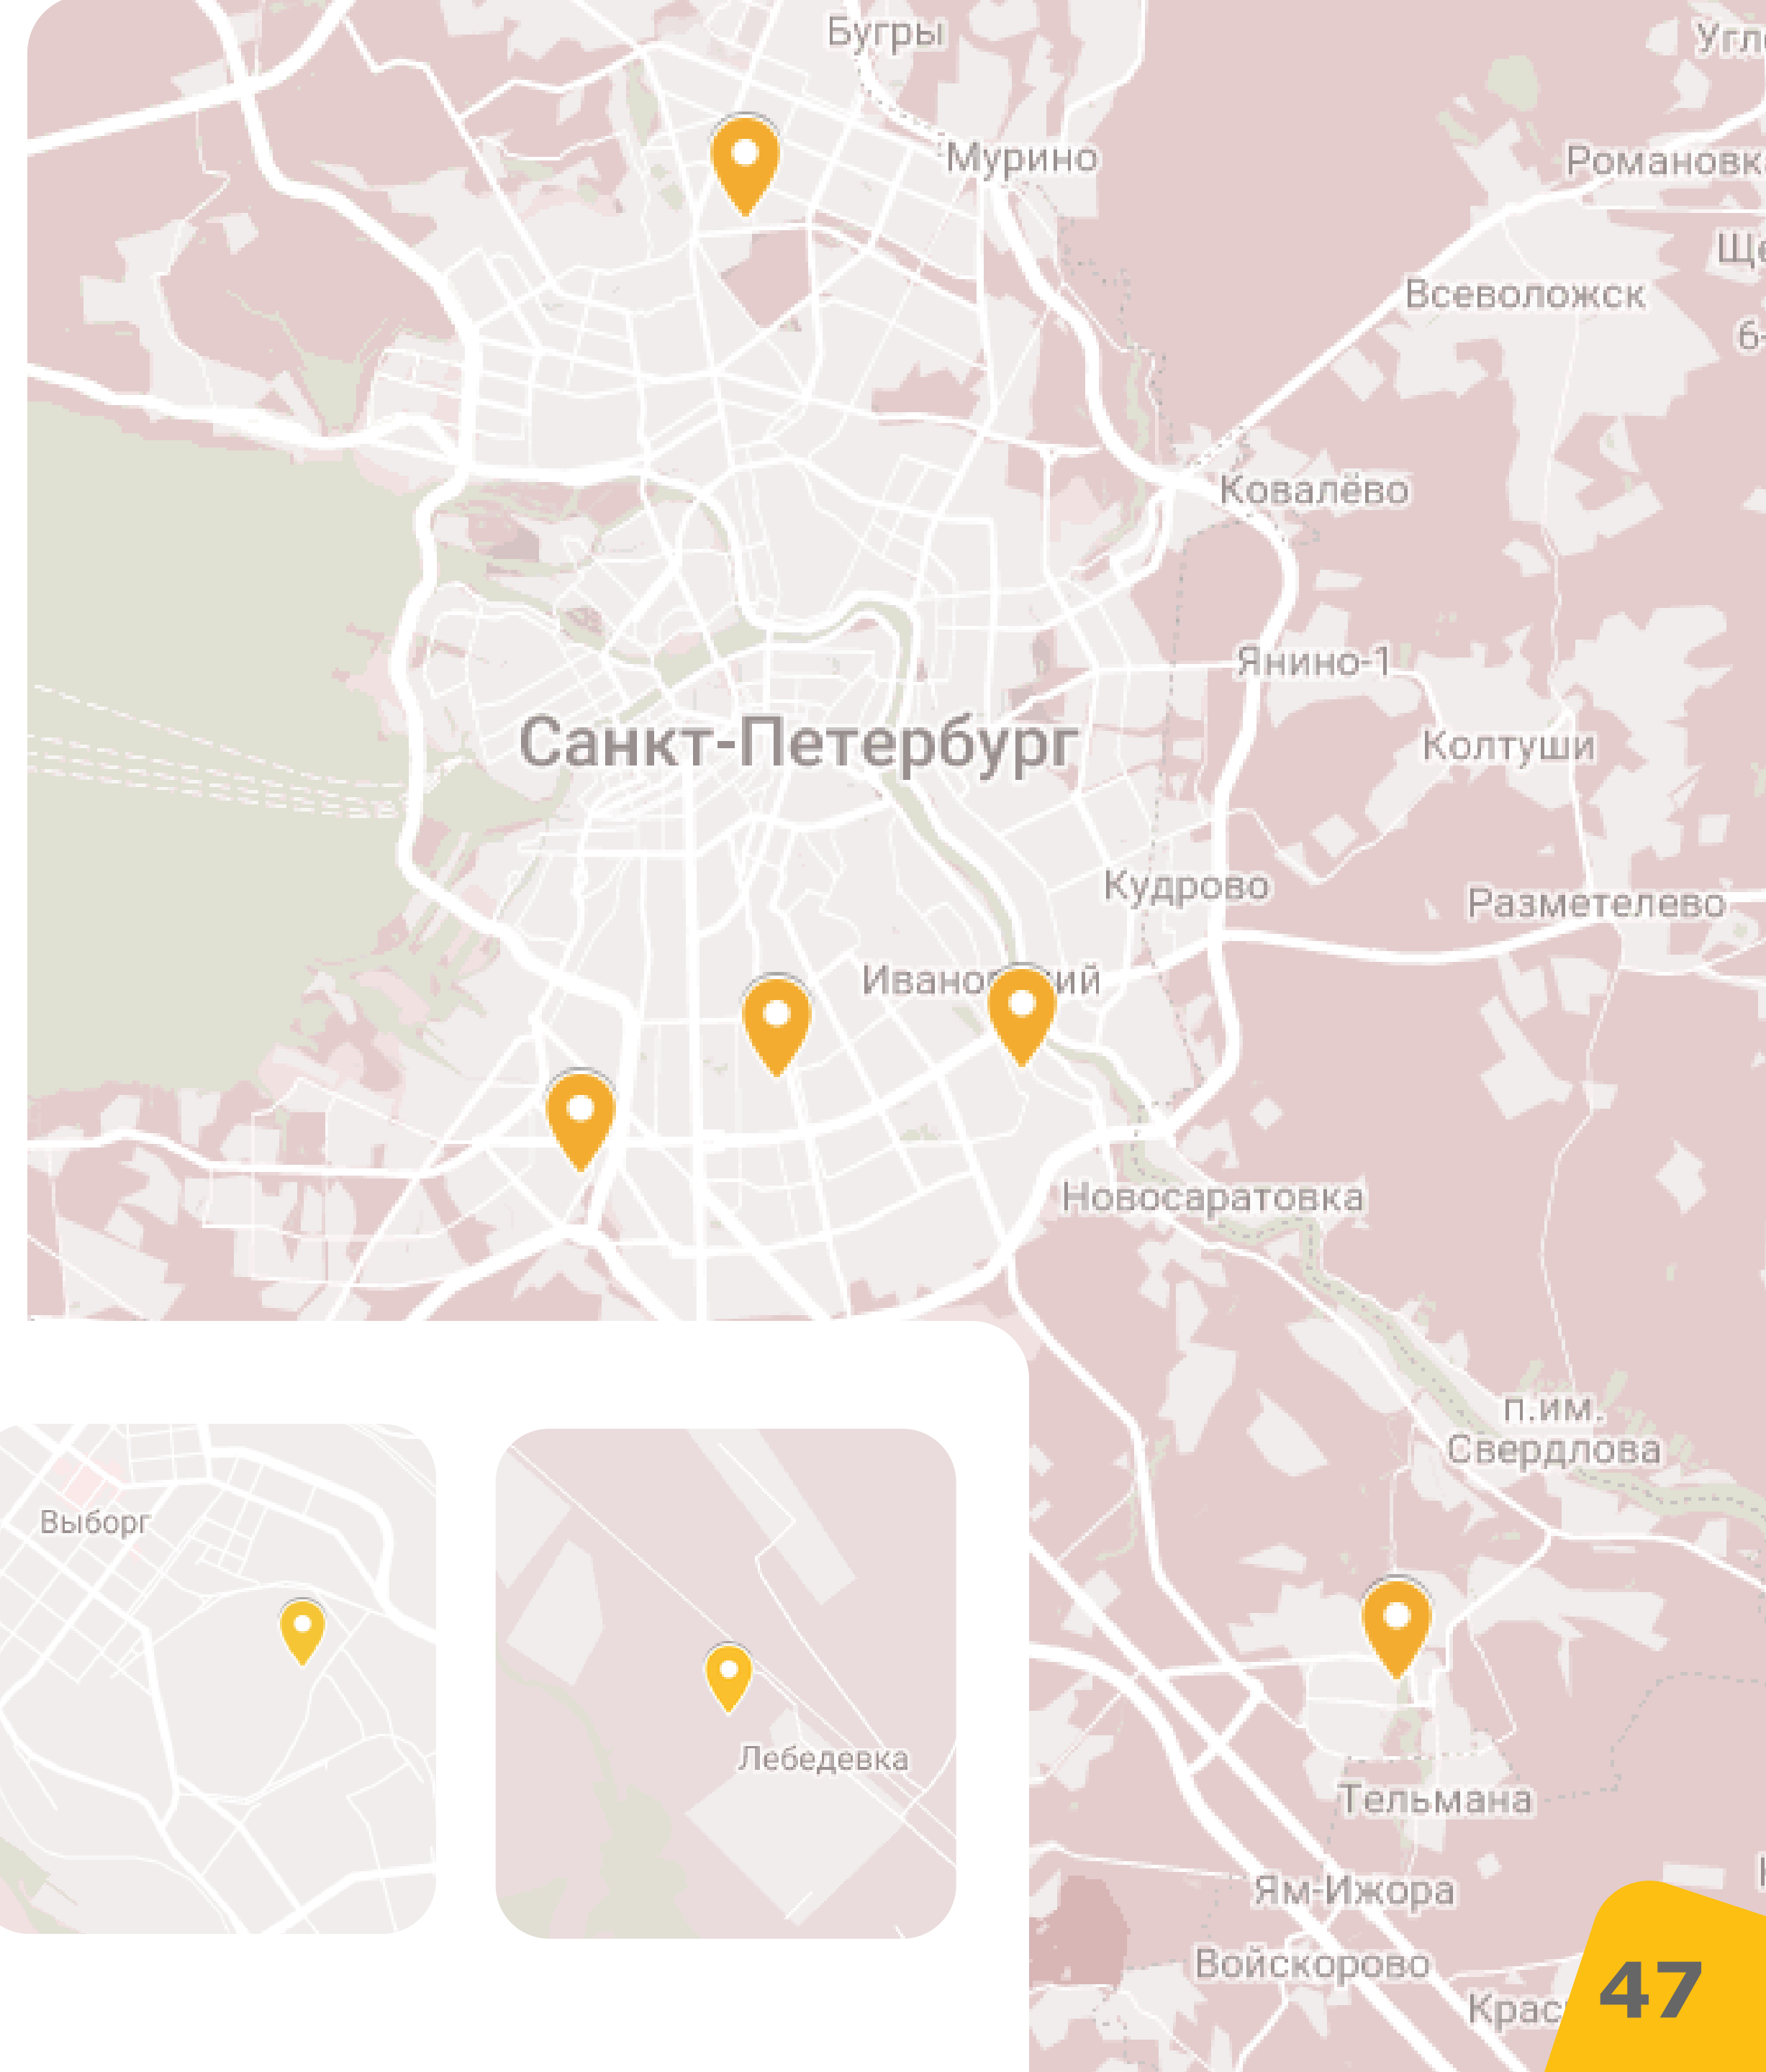 Бугры
Мурино
Романовка
Всеволожск
Ковалёво
Янино-1
Санкт-Петербург
Колтуши
Кудрово
Разметелево
Новосаратовка
п.им.
Свердлова
Выборг
Лебедевка
Тельмана
Ям-Ижора
Войскорово
47